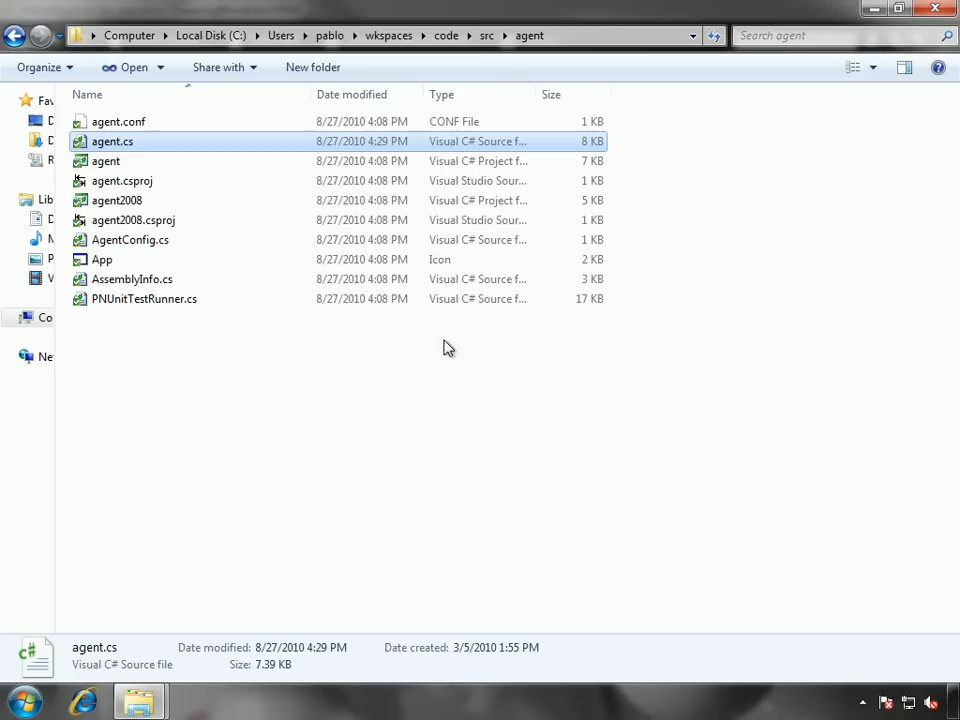 Computer Local Disk (C:) Users pablo wkspaces code src agent Search agent
Organize Open Share with New folder
Name Date modified Type Size
Fav
D
D
R
Lib
D
M
P
V
Co
Ne
agent.conf 8/27/2010 4:08 PM CONF File 1 KB
agent.cs 8/27/2010 4:29 PM Visual C# Source f... 8 KB
agent 8/27/2010 4:08 PM Visual C# Project f... 7 KB
agent.csproj 8/27/2010 4:08 PM Visual Studio Sour... 1 KB
agent2008 8/27/2010 4:08 PM Visual C# Project f... 5 KB
agent2008.csproj 8/27/2010 4:08 PM Visual Studio Sour... 1 KB
AgentConfig.cs 8/27/2010 4:08 PM Visual C# Source f... 1 KB
App 8/27/2010 4:08 PM Icon 2 KB
AssemblyInfo.cs 8/27/2010 4:08 PM Visual C# Source f... 3 KB
PNUnitTestRunner.cs 8/27/2010 4:08 PM Visual C# Source f... 17 KB
agent.cs Date modified: 8/27/2010 4:29 PM Date created: 3/5/2010 1:55 PM
Visual C# Source file Size: 7.39 KB